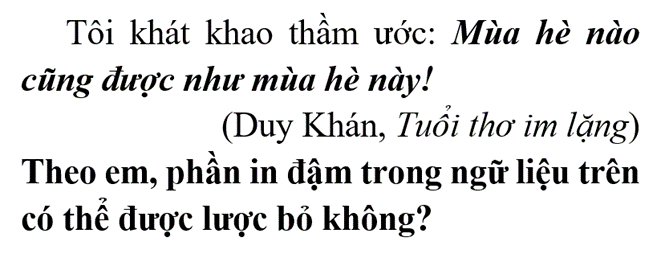 Tôi khát khao thầm ước: Mùa hè nào
cũng được như mùa hè này!
(Duy Khán, Tuổi thơ im lặng)
Theo em, phần in đậm trong ngữ liệu trên
có thể được lược bỏ không?